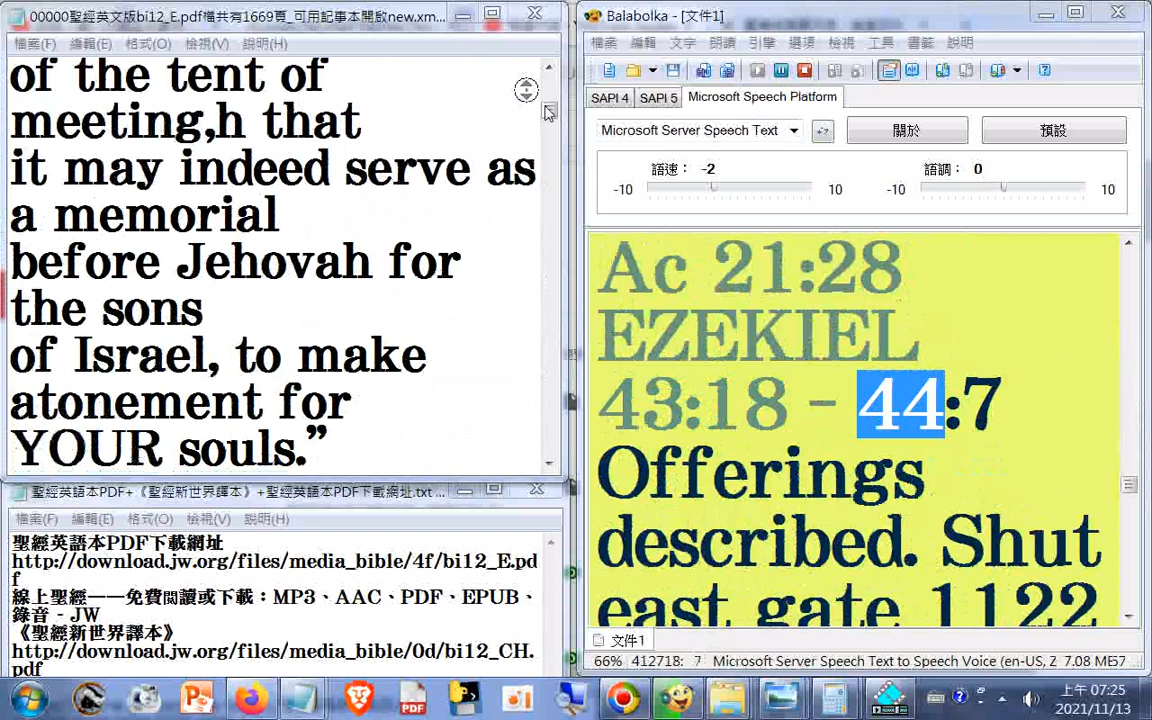 00000聖經英文版bi12_E.pdf檔共有1669頁_可用記事本開啟new.xm...
檔案(F) 編輯(E) 格式(O) 檢視(V) 說明(H)
of the tent of
meeting,h that
it may indeed serve as
a memorial
before Jehovah for
the sons
of Israel, to make
atonement for
YOUR souls.”
聖經英語本PDF+《聖經新世界譯本》+聖經英語本PDF下載網址.txt ...
檔案(F) 編輯(E) 格式(O) 檢視(V) 說明(H)
聖經英語本PDF下載網址
http://download.jw.org/files/media_bible/4f/bi12_E.pd
f
線上聖經——免費閱讀或下載：MP3、AAC、PDF、EPUB、
錄音 - JW
《聖經新世界譯本》
http://download.jw.org/files/media_bible/0d/bi12_CH.
pdf
Balabolka - [文件1]
檔案 編輯 文字 朗讀 引擎 選項 檢視 工具 書籤 說明
SAPI 4 SAPI 5 Microsoft Speech Platform
Microsoft Server Speech Text 關於 預設
語速： -2 語調： 0
-10 10 -10 10
Ac 21:28
EZEKIEL
43:18 - 44:7
Offerings
described. Shut
east gate 1122
文件1
66% 412718: 7 Microsoft Server Speech Text to Speech Voice (en-US, Z 7.08 ME57
上午 07:25
2021/11/13